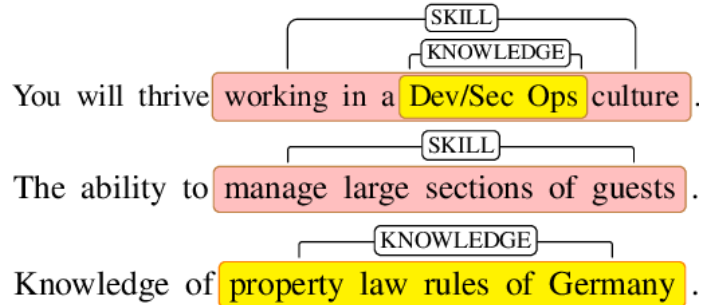 SKILL
KNOWLEDGE
You will thrive working in a Dev/Sec Ops culture .
SKILL
The ability to manage large sections of guests .
KNOWLEDGE
Knowledge of property law rules of Germany .